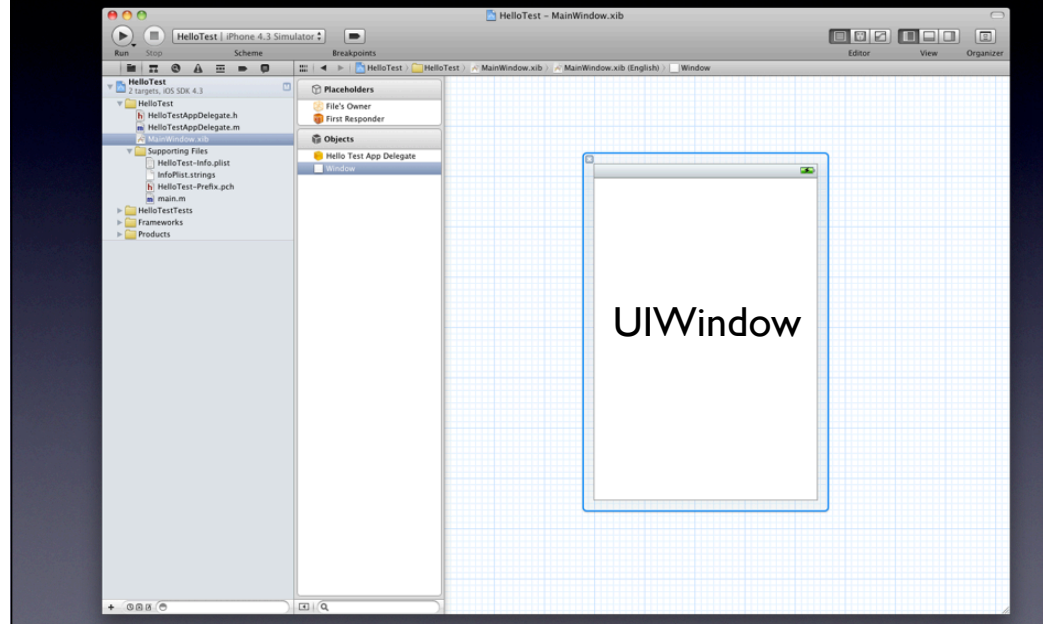 HelloTest – MainWindow.xib
HelloTest | iPhone 4.3 Simulator
Run Stop Scheme Breakpoints Editor View Organizer
HelloTest HelloTest MainWindow.xib MainWindow.xib (English) Window
HelloTest
2 targets, iOS SDK 4.3
HelloTest
h HelloTestAppDelegate.h
m HelloTestAppDelegate.m
MainWindow.xib
Supporting Files
HelloTest-Info.plist
InfoPlist.strings
h HelloTest-Prefix.pch
m main.m
HelloTestTests
Frameworks
Products
Placeholders
File's Owner
First Responder
Objects
Hello Test App Delegate
Window
UIWindow